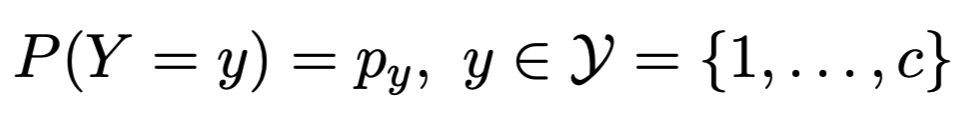 P(Y = y) = p_y, y ∈ 𝒴 = {1, . . . , c}